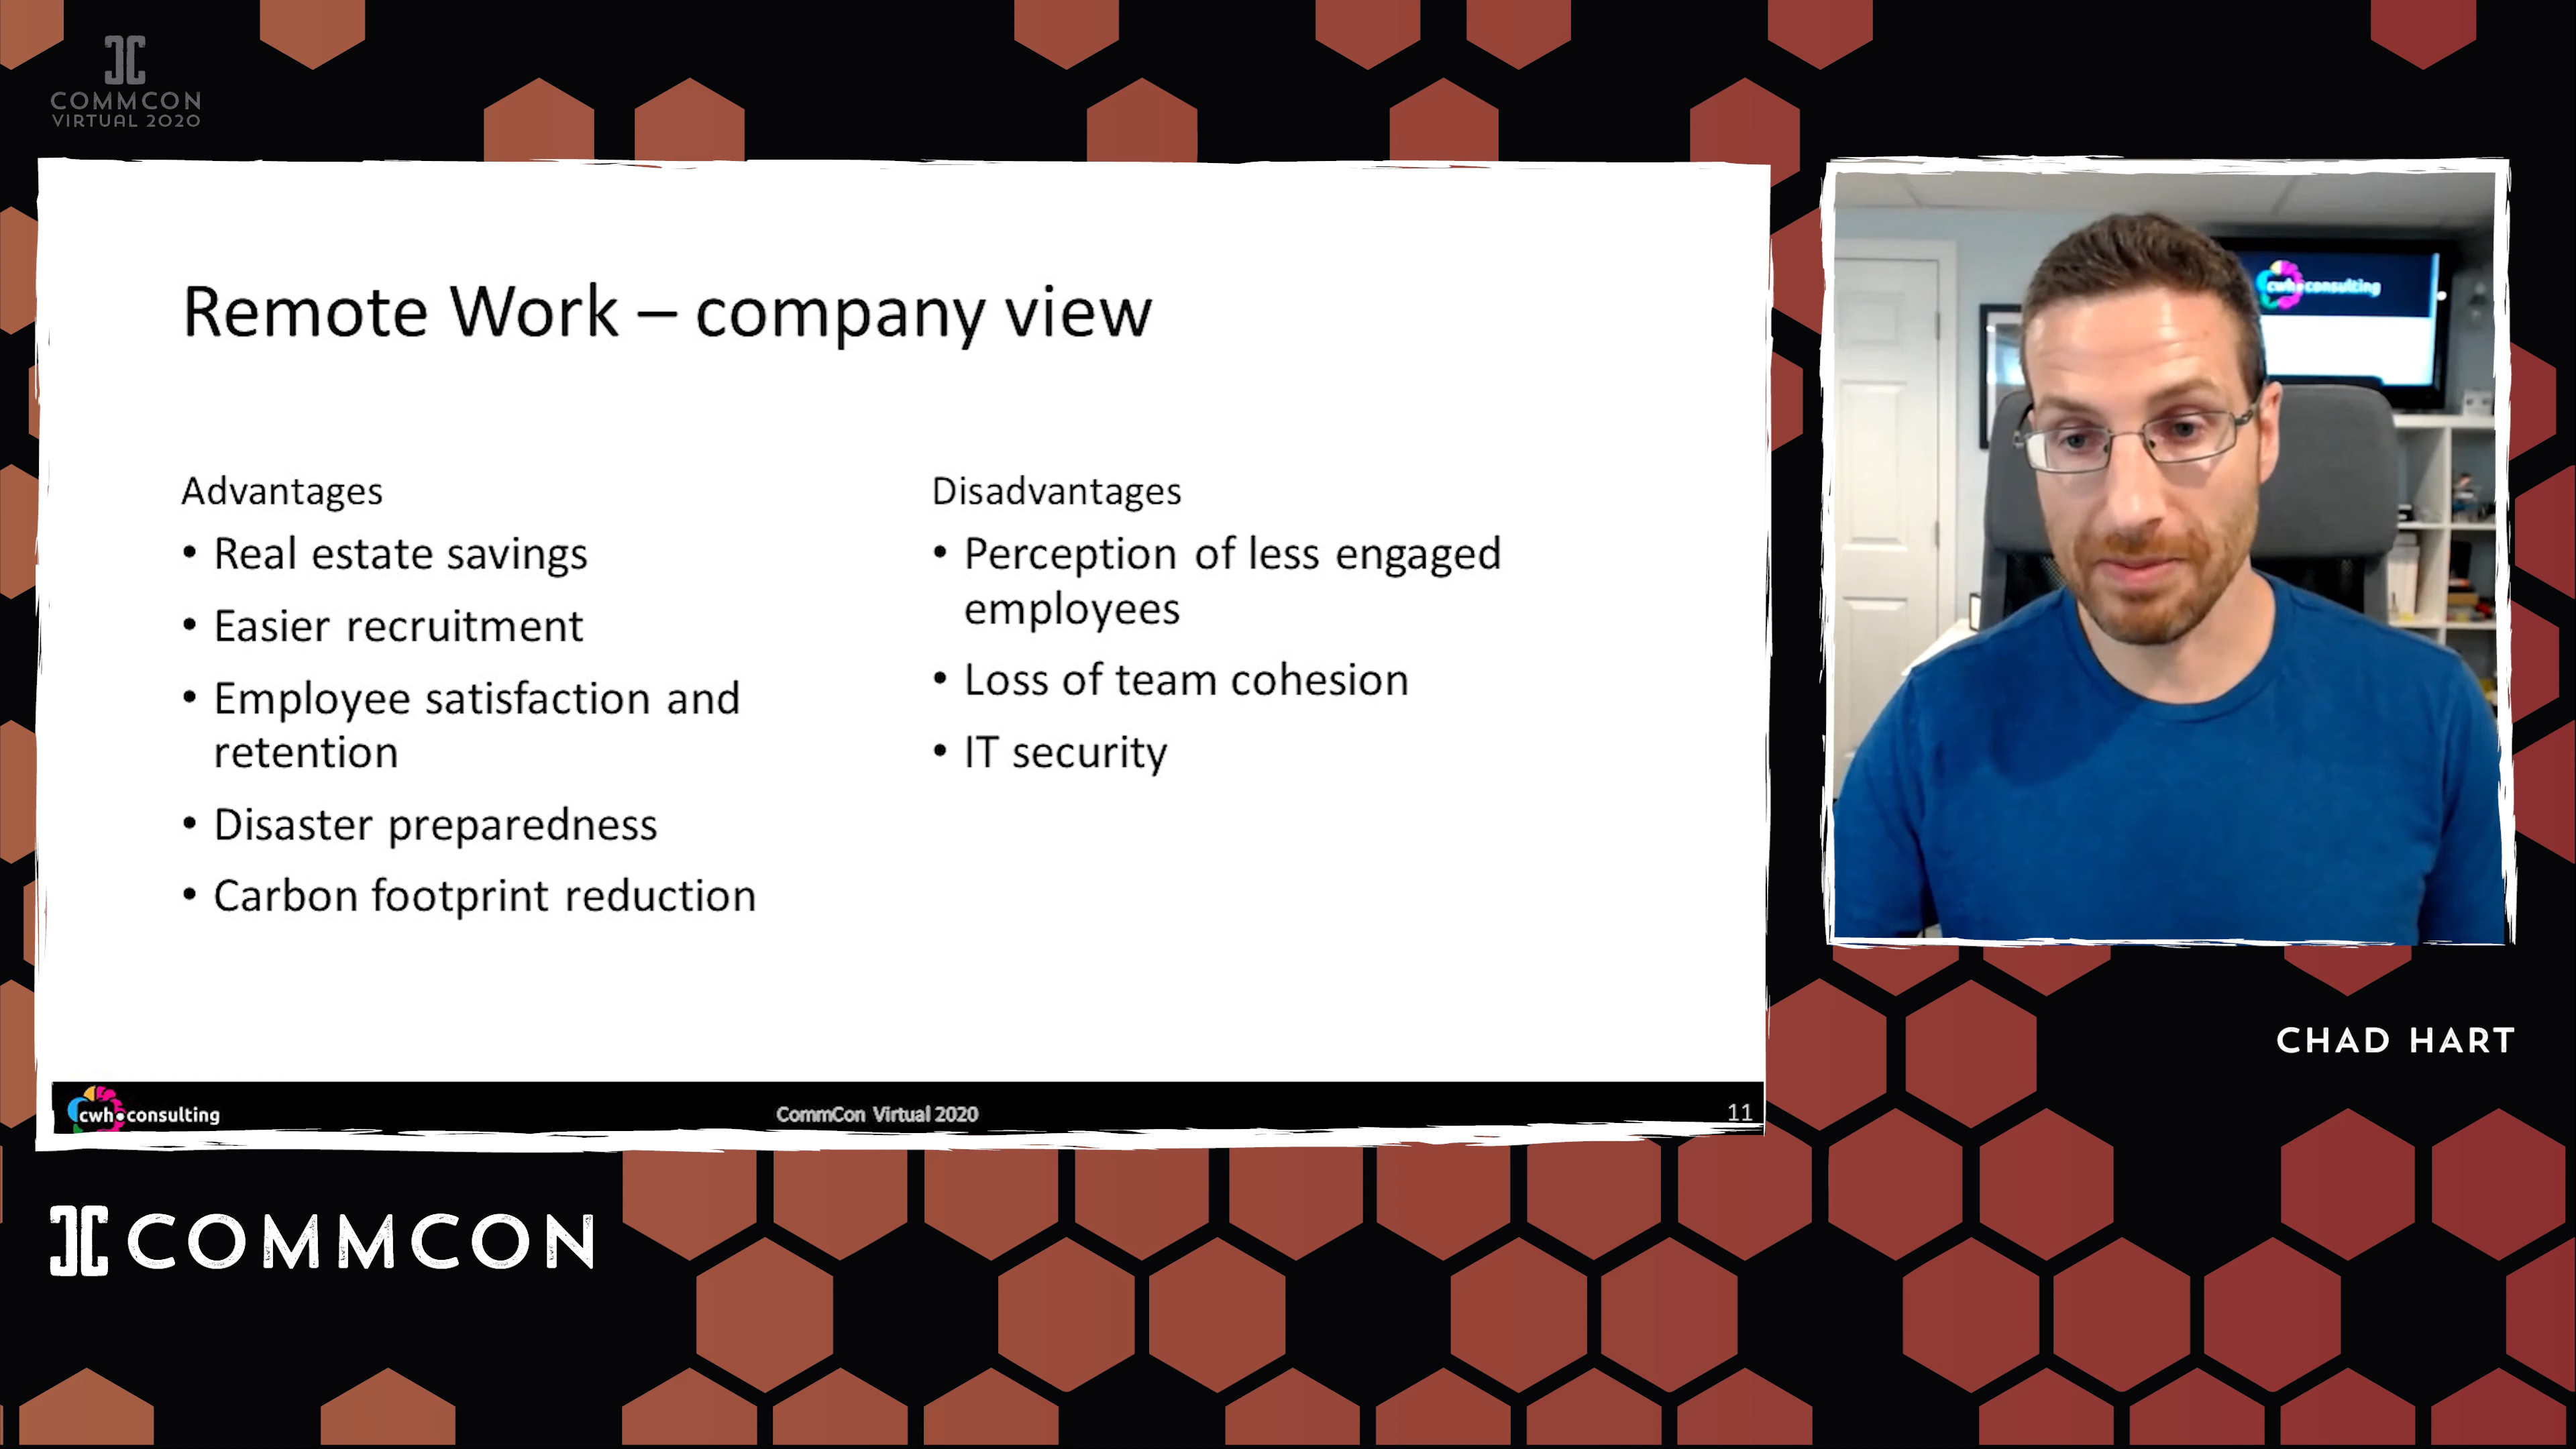 COMMCON
VIRTUAL 2020
Remote Work – company view
Advantages
• Real estate savings
• Easier recruitment
• Employee satisfaction and
retention
• Disaster preparedness
• Carbon footprint reduction
Disadvantages
• Perception of less engaged
employees
• Loss of team cohesion
• IT security
cwh.consulting
CommCon Virtual 2020
11
cwh.consulting
CHAD HART
COMMCON